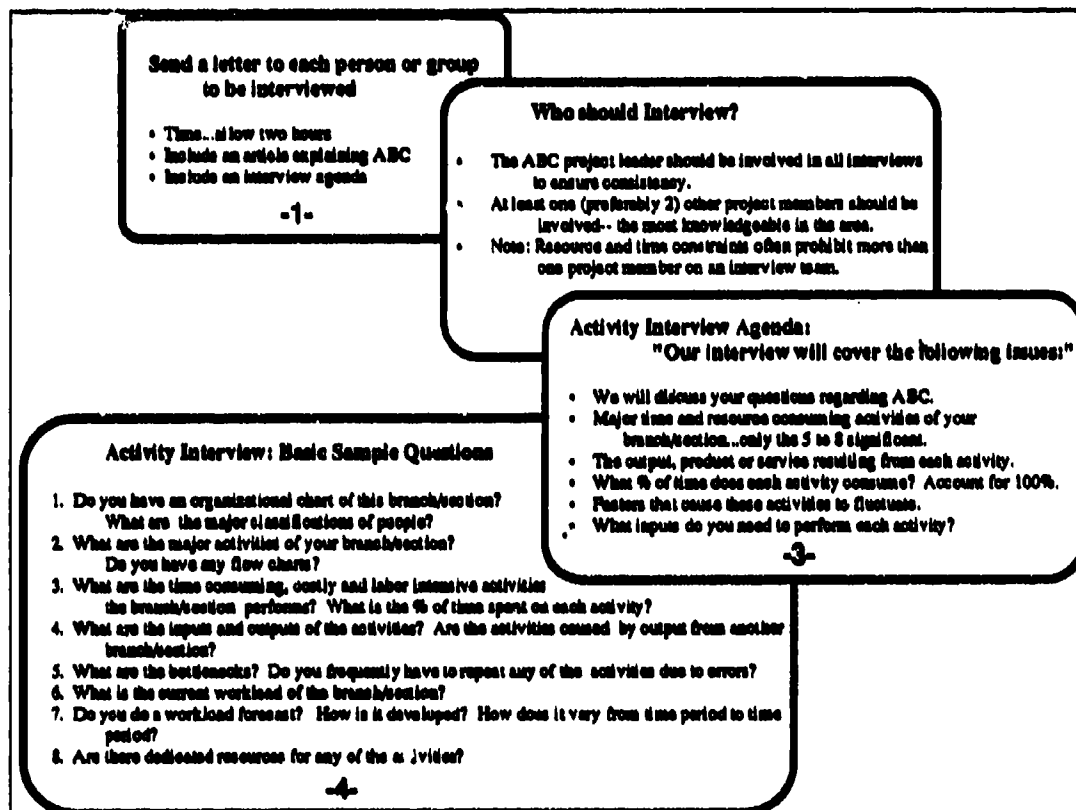 Send a letter to each person or group
to be interviewed
• Time...allow two hours
• Include an article explaining ABC
• Include an interview agenda
-1-
Who should Interview?
• The ABC project leader should be involved in all interviews
to ensure consistency.
• At least one (preferably 2) other project members should be
involved-- the most knowledgeable in the area.
• Note: Resource and time constraints often prohibit more than
one project member on an interview team.
Activity Interview Agenda:
"Our interview will cover the following issues:"
• We will discuss your questions regarding ABC.
• Major time and resource consuming activities of your
branch/section...only the 5 to 8 significant.
• The output, product or service resulting from each activity.
• What % of time does each activity consume? Account for 100%.
• Factors that cause these activities to fluctuate.
• What inputs do you need to perform each activity?
-3-
Activity Interview: Basic Sample Questions
1. Do you have an organizational chart of this branch/section?
What are the major classifications of people?
2. What are the major activities of your branch/section?
Do you have any flow charts?
3. What are the time consuming, costly and labor intensive activities
the branch/section performs? What is the % of time spent on each activity?
4. What are the inputs and outputs of the activities? Are the activities caused by output from another
branch/section?
5. What are the bottlenecks? Do you frequently have to repeat any of the activities due to errors?
6. What is the current workload of the branch/section?
7. Do you do a workload forecast? How is it developed? How does it vary from time period to time
period?
8. Are there dedicated resources for any of the activities?
-4-